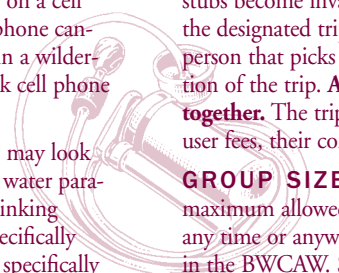 on a cell
phone can-
in a wilder-
k cell phone
may look
water para-
inking
ecifically
specifically
stubs become inva
the designated tri
person that picks
tion of the trip. A
together. The trip
user fees, their co
GROUP SIZE
maximum allowed
any time or anyw
in the BWCAW. S